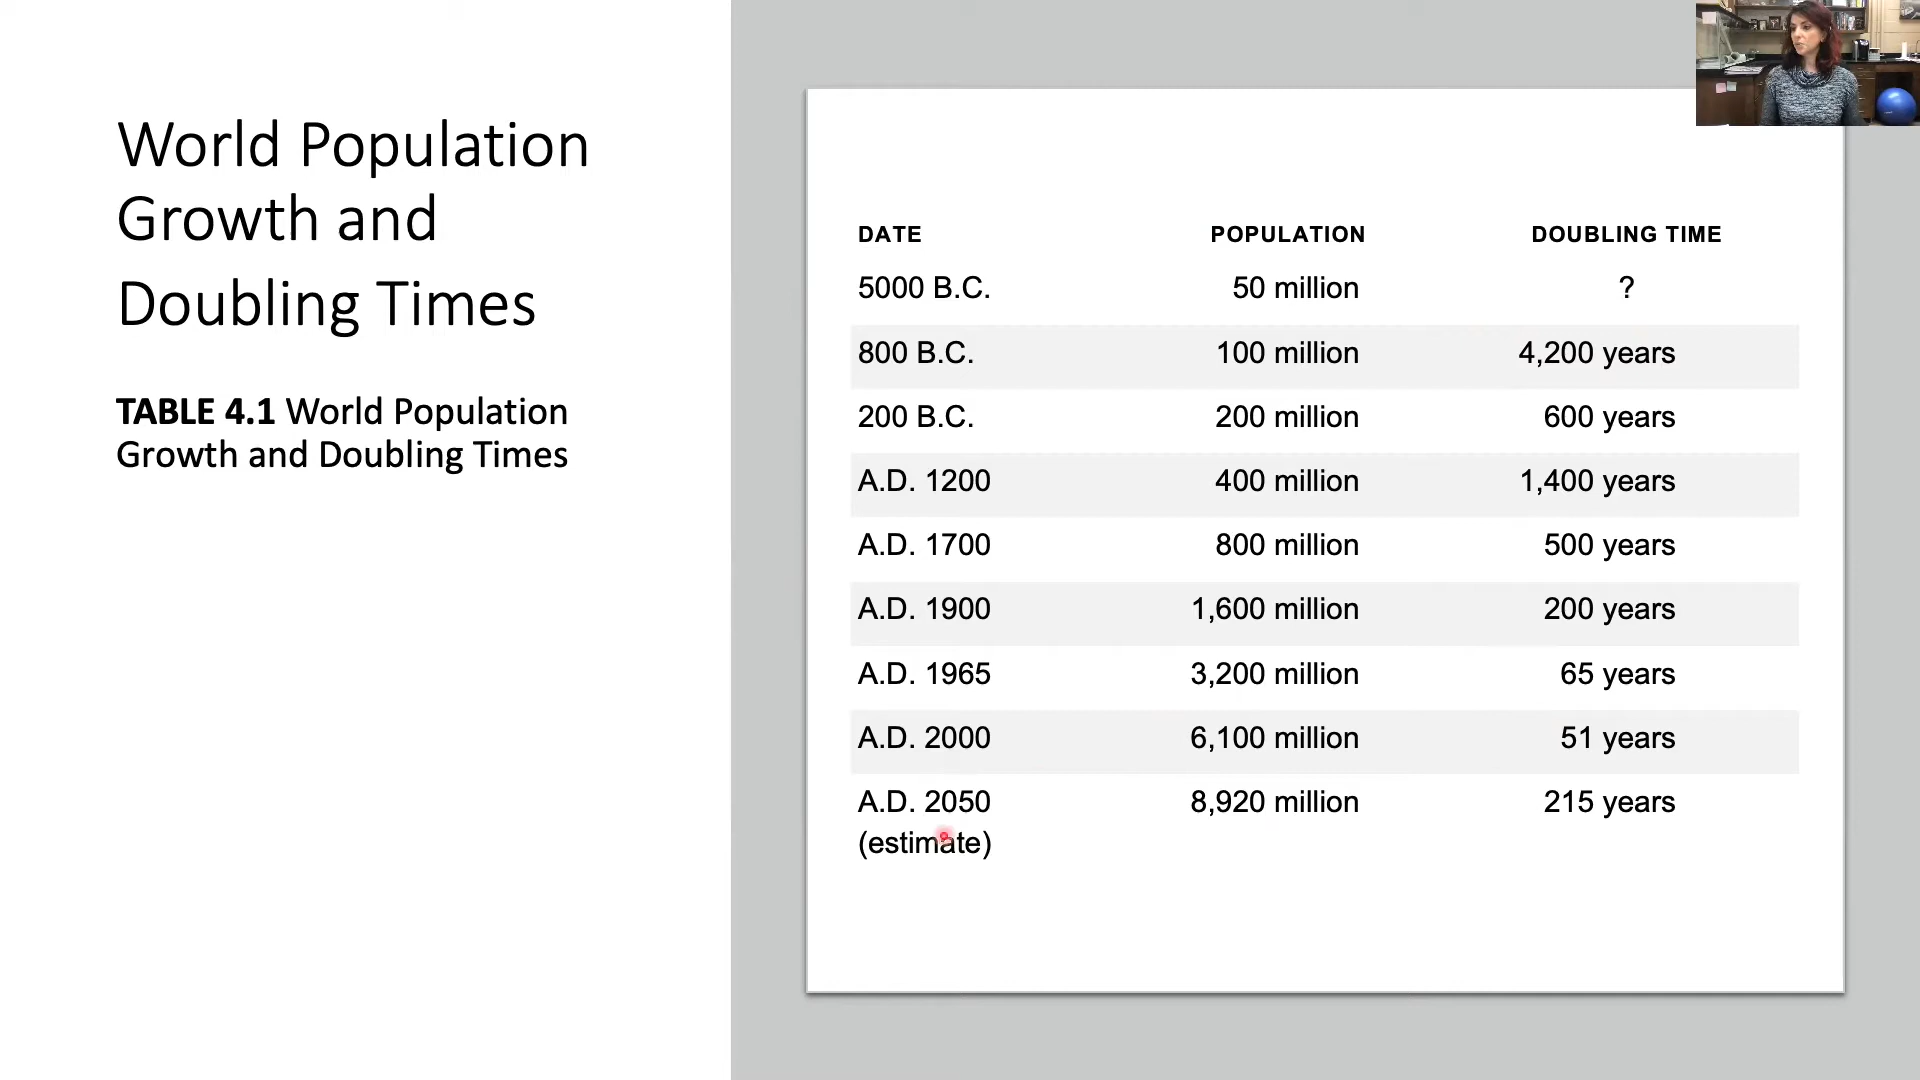 World Population
Growth and
Doubling Times
TABLE 4.1 World Population
Growth and Doubling Times
DATE POPULATION DOUBLING TIME
5000 B.C. 50 million ?
800 B.C. 100 million 4,200 years
200 B.C. 200 million 600 years
A.D. 1200 400 million 1,400 years
A.D. 1700 800 million 500 years
A.D. 1900 1,600 million 200 years
A.D. 1965 3,200 million 65 years
A.D. 2000 6,100 million 51 years
A.D. 2050 8,920 million 215 years
(estimate)